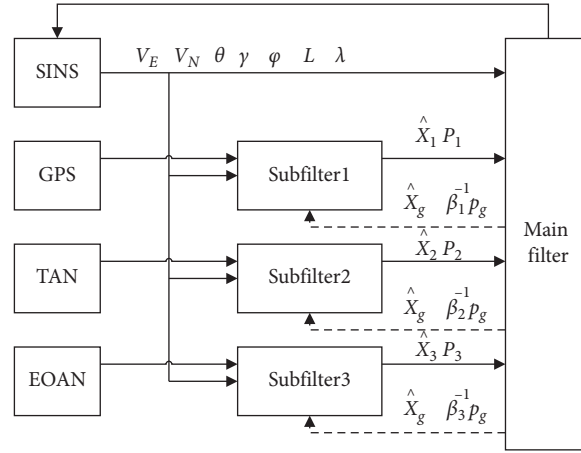 SINS V_E V_N θ γ φ L λ
X̂_1 P_1
GPS Subfilter1
X̂_g β_1^{-1} p_g
Main
filter
X̂_2 P_2
TAN Subfilter2
X̂_g β_2^{-1} p_g
X̂_3 P_3
EOAN Subfilter3
X̂_g β_3^{-1} p_g